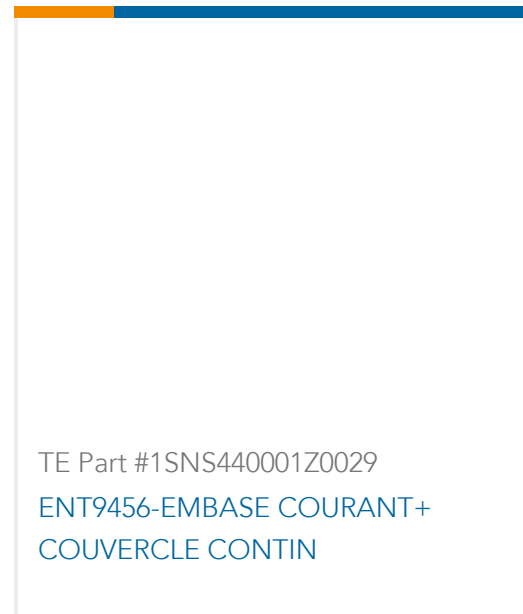 TE Part #1SNS440001Z0029
ENT9456-EMBASE COURANT+
COUVERCLE CONTIN